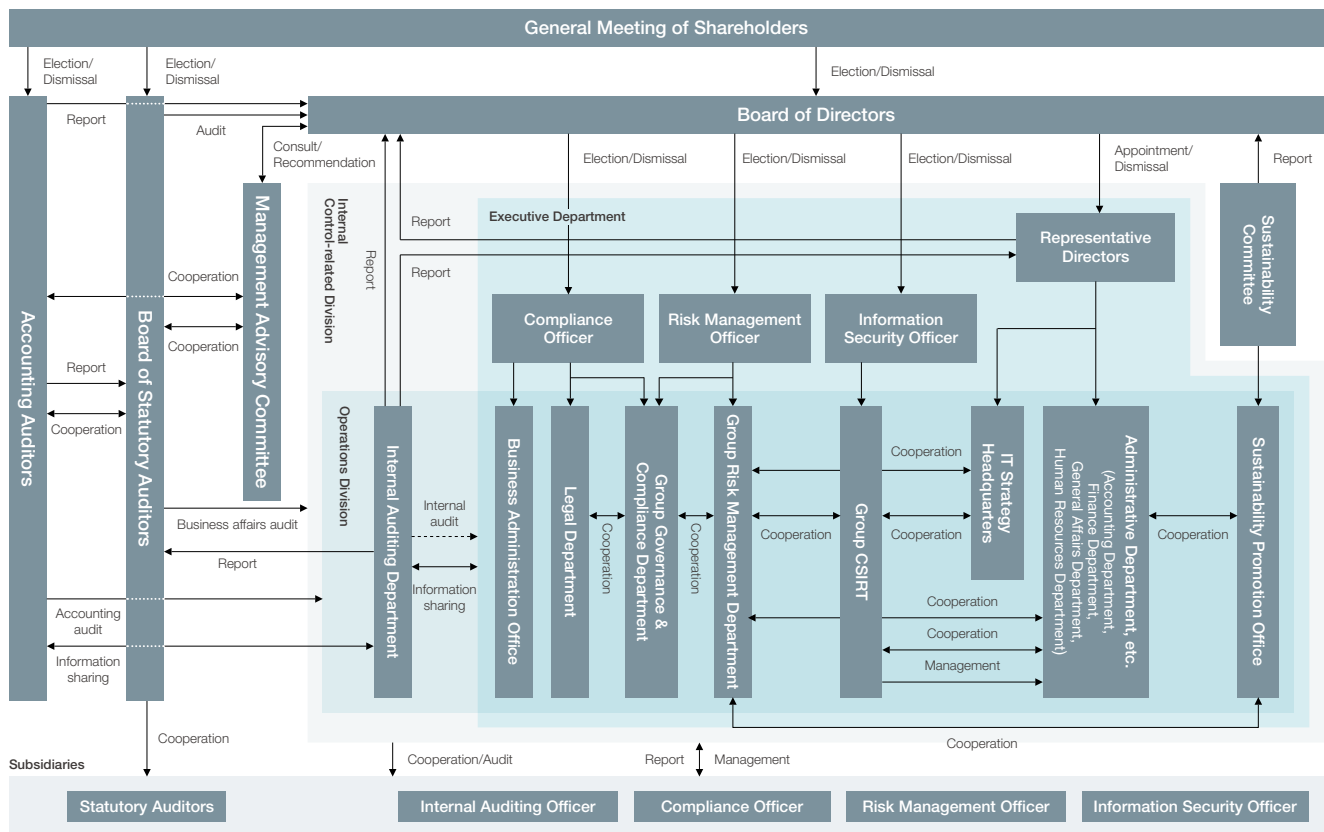 General Meeting of Shareholders
Election/
Dismissal
Election/
Dismissal
Election/Dismissal
Board of Directors
Report
Audit
Consult/
Recommendation
Election/Dismissal
Election/Dismissal
Election/Dismissal
Appointment/
Dismissal
Report
Accounting Auditors
Board of Statutory Auditors
Management Advisory Committee
Internal
Control-related Division
Report
Report
Report
Executive Department
Representative
Directors
Sustainability
Committee
Cooperation
Cooperation
Report
Cooperation
Compliance
Officer
Risk Management
Officer
Information
Security Officer
Operations Division
Internal Auditing Department
Business Administration Office
Legal Department
Group Governance &
Compliance Department
Group Risk Management Department
Group CSIRT
IT Strategy
Headquarters
Administrative Department, etc.
(Accounting Department,
Finance Department,
General Affairs Department,
Human Resources Department)
Sustainability Promotion Office
Cooperation
Internal
audit
Business affairs audit
Cooperation
Cooperation
Cooperation
Cooperation
Cooperation
Report
Information
sharing
Accounting
audit
Cooperation
Cooperation
Information
sharing
Management
Cooperation
Cooperation
Subsidiaries
Cooperation/Audit
Report
Management
Statutory Auditors
Internal Auditing Officer
Compliance Officer
Risk Management Officer
Information Security Officer